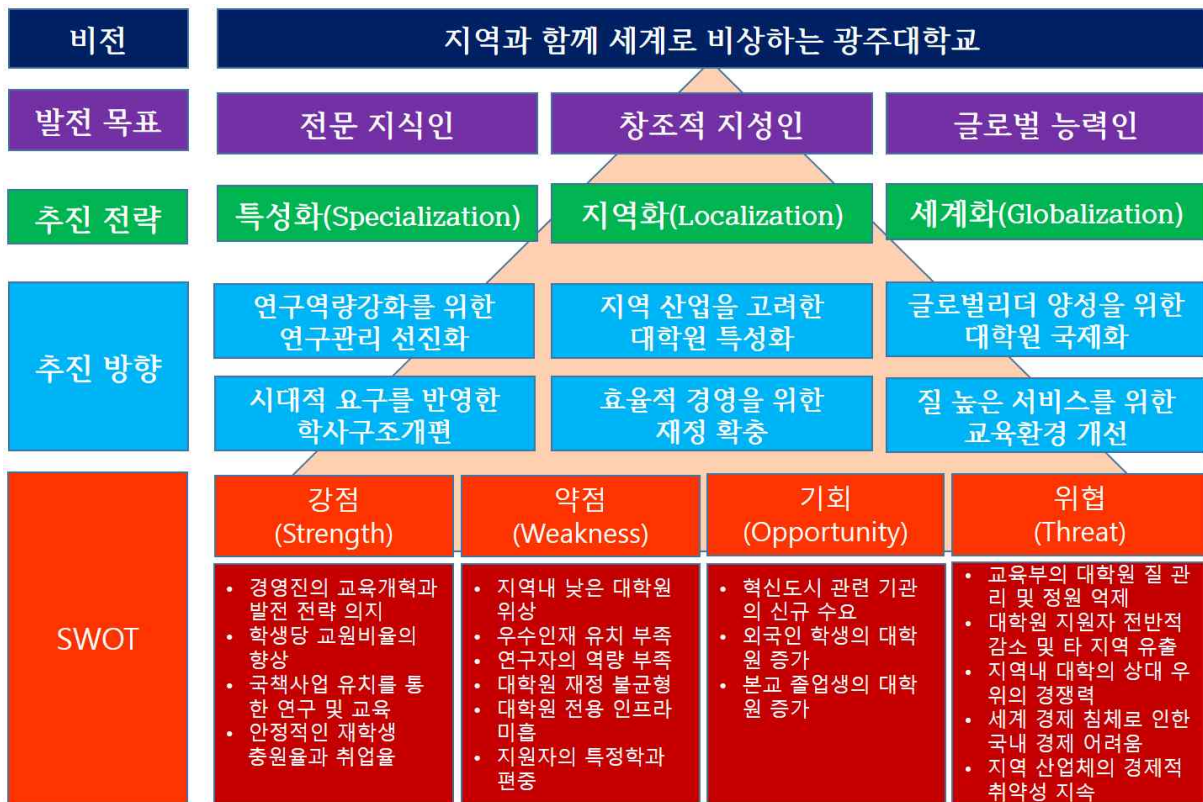 비전
지역과 함께 세계로 비상하는 광주대학교
발전 목표
전문 지식인
창조적 지성인
글로벌 능력인
추진 전략
특성화(Specialization)
지역화(Localization)
세계화(Globalization)
추진 방향
연구역량강화를 위한
연구관리 선진화
지역 산업을 고려한
대학원 특성화
글로벌리더 양성을 위한
대학원 국제화
시대적 요구를 반영한
학사구조개편
효율적 경영을 위한
재정 확충
질 높은 서비스를 위한
교육환경 개선
SWOT
강점
(Strength)
약점
(Weakness)
기회
(Opportunity)
위협
(Threat)
• 경영진의 교육개혁과
발전 전략 의지
• 학생당 교원비율의
향상
• 국책사업 유치를 통
한 연구 및 교육
• 안정적인 재학생
충원율과 취업율
• 지역내 낮은 대학원
위상
• 우수인재 유치 부족
• 연구자의 역량 부족
• 대학원 재정 불균형
• 대학원 전용 인프라
미흡
• 지원자의 특정학과
편중
• 혁신도시 관련 기관
의 신규 수요
• 외국인 학생의 대학
원 증가
• 본교 졸업생의 대학
원 증가
• 교육부의 대학원 질 관
리 및 정원 억제
• 대학원 지원자 전반적
감소 및 타 지역 유출
• 지역내 대학의 상대 우
위의 경쟁력
• 세계 경제 침체로 인한
국내 경제 어려움
• 지역 산업체의 경제적
취약성 지속